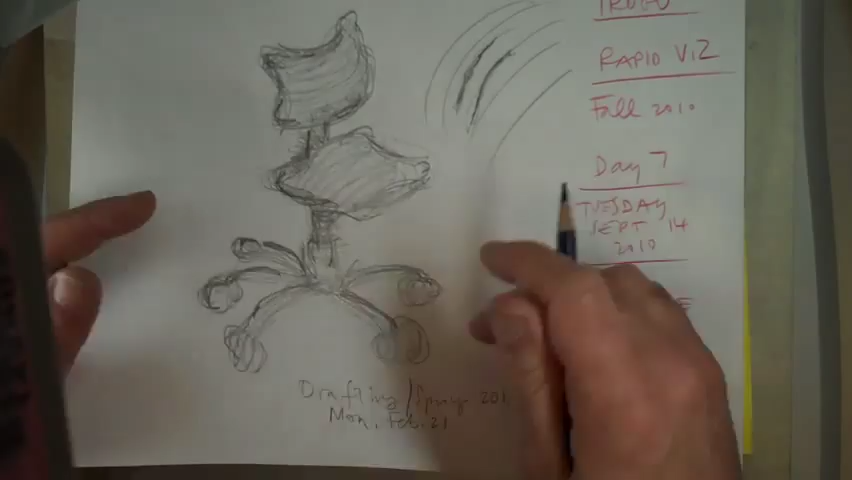 RAPID VIZ
Fall 2010
Day 7
TUESDAY
SEPT 14
2010
Drafting/Spring 201
Mon, Feb. 21